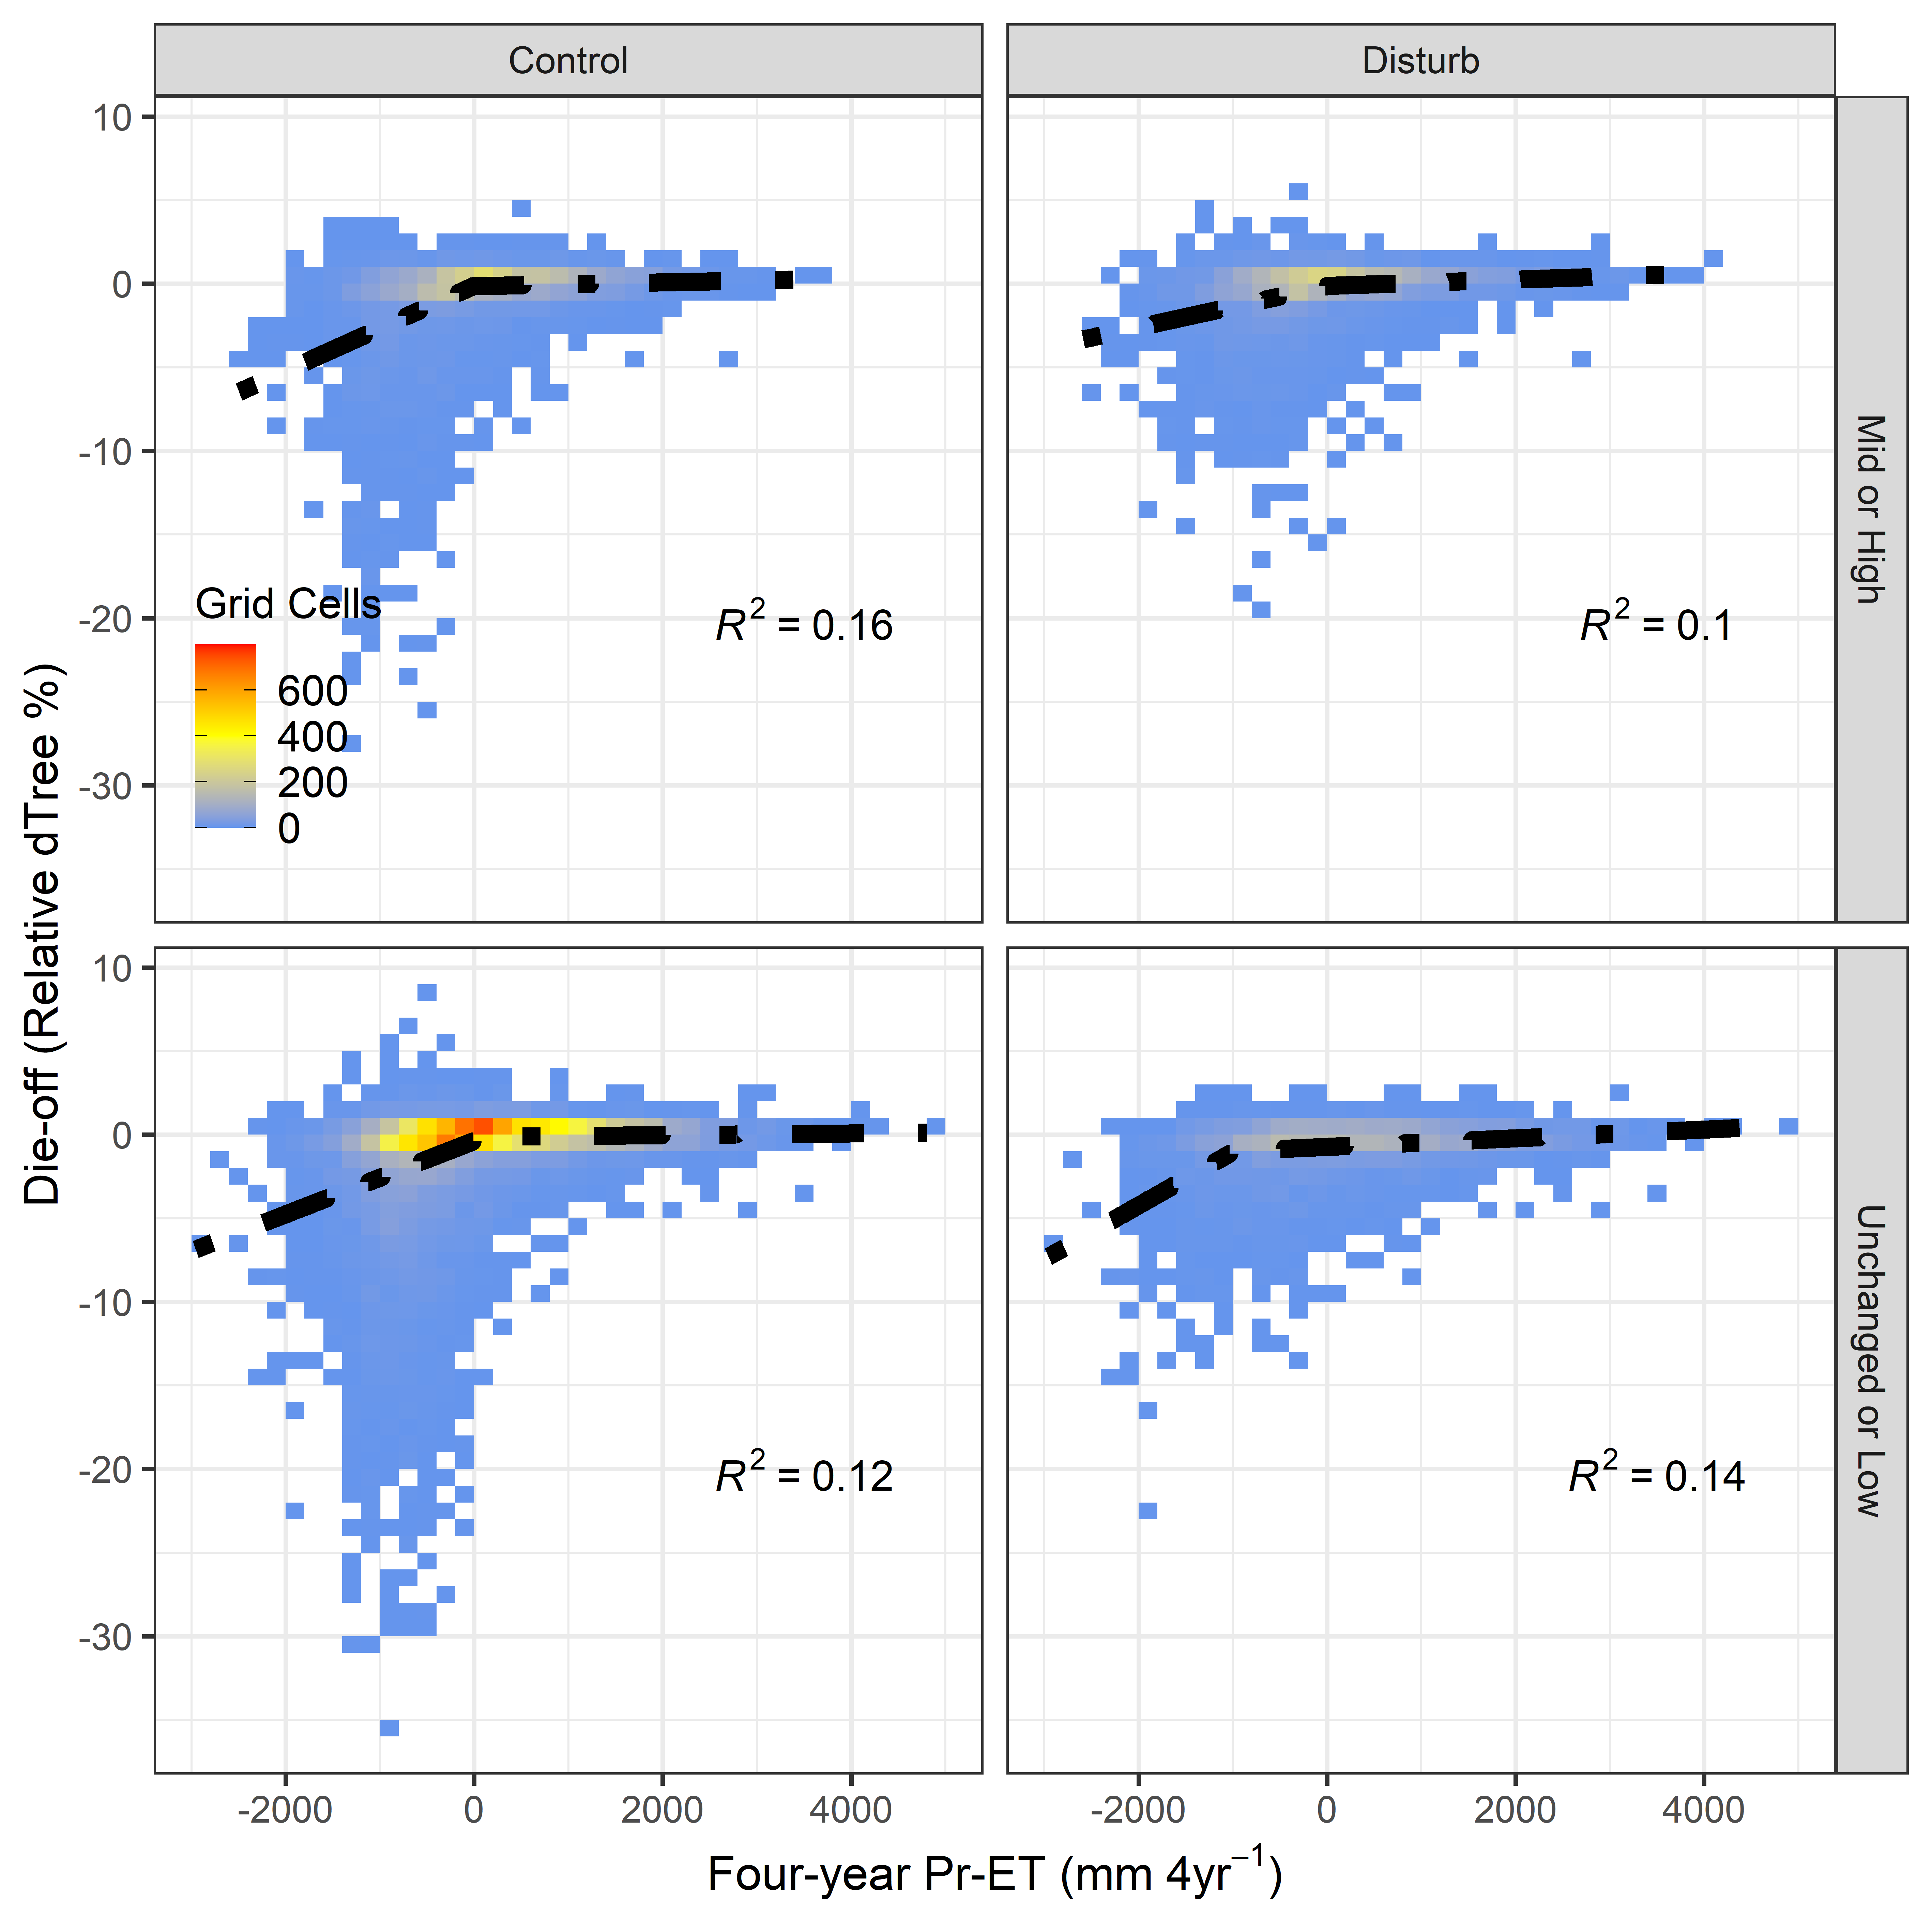 Control
Disturb
10
0
-10
-20
-30
Grid Cells
600
400
200
0
R² = 0.16
R² = 0.1
Mid or High
Die-off (Relative dTree %)
10
0
-10
-20
-30
R² = 0.12
R² = 0.14
Unchanged or Low
-2000 0 2000 4000
-2000 0 2000 4000
Four-year Pr-ET (mm 4yr⁻¹)